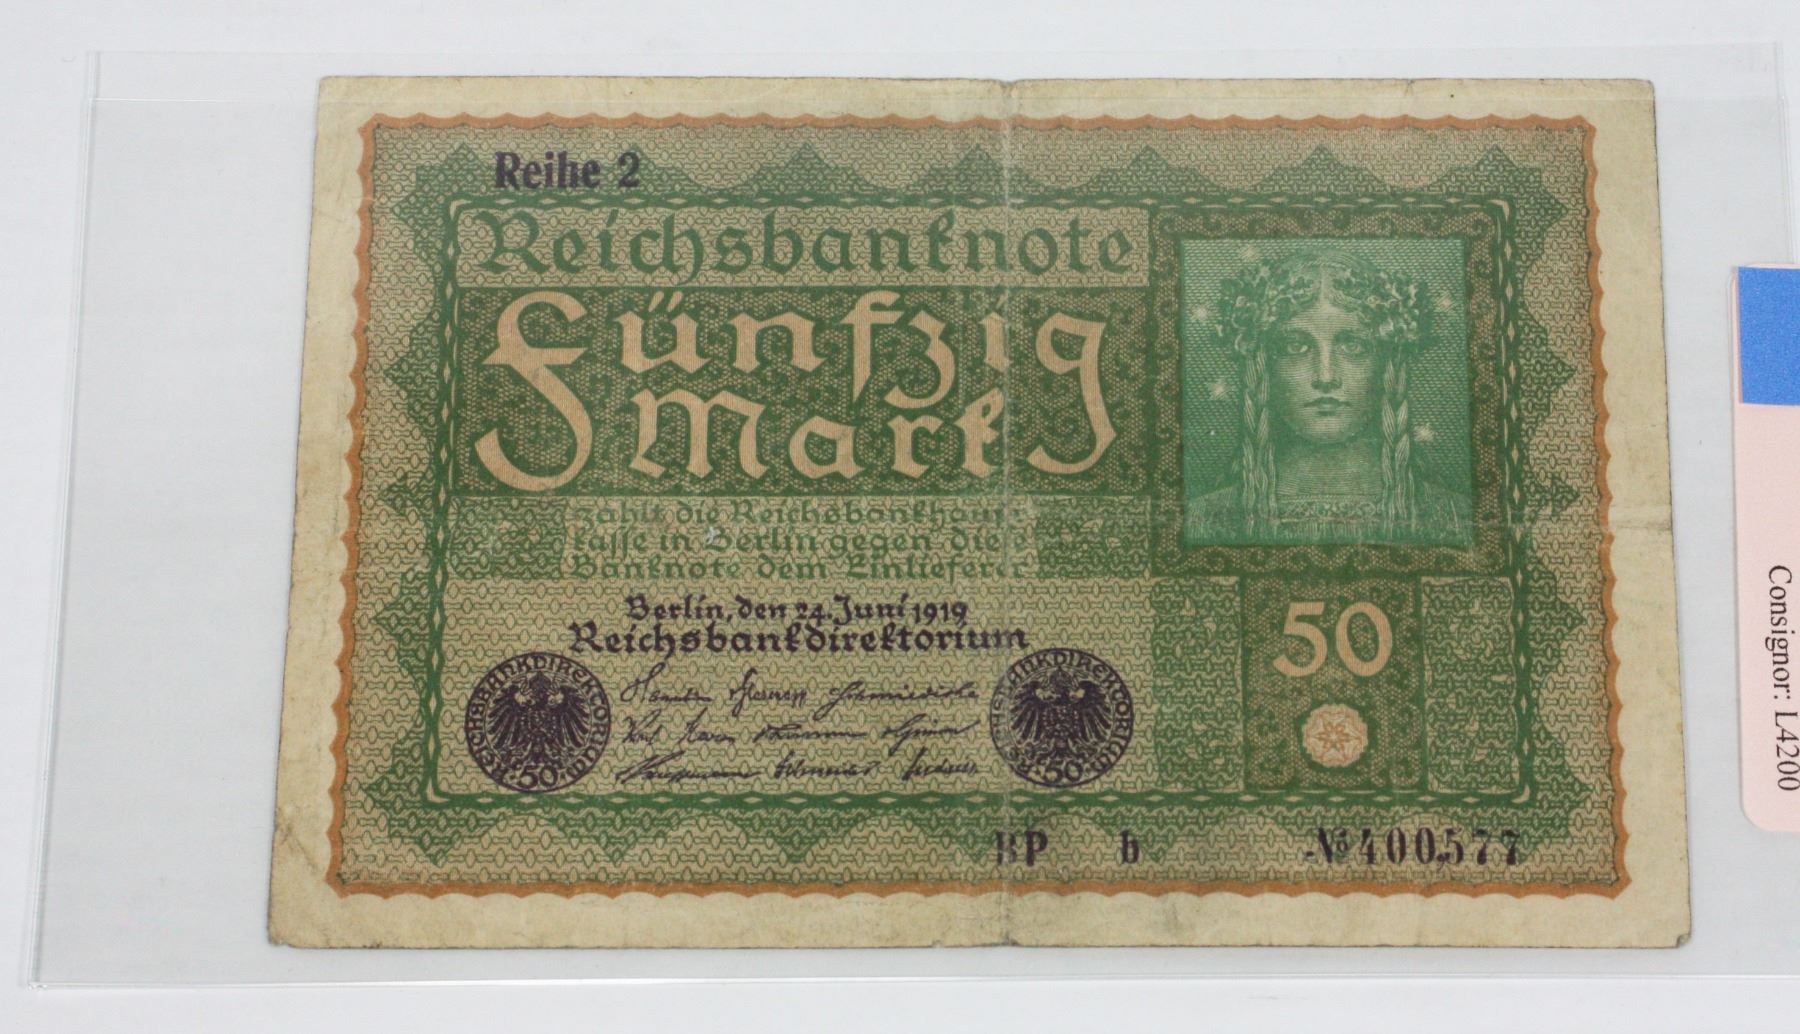 Reihe 2
Reichsbanknote
Fünfzig
Mark
zahlt die Reichsbankhaupt
kasse in Berlin gegen diese
Banknote dem Einlieferer
Berlin, den 24. Juni 1919
Reichsbankdirektorium
REICHSBANKDIREKTORIUM · 50 ·
REICHSBANKDIREKTORIUM · 50 ·
50
BP b № 400577
Consignor: L4200